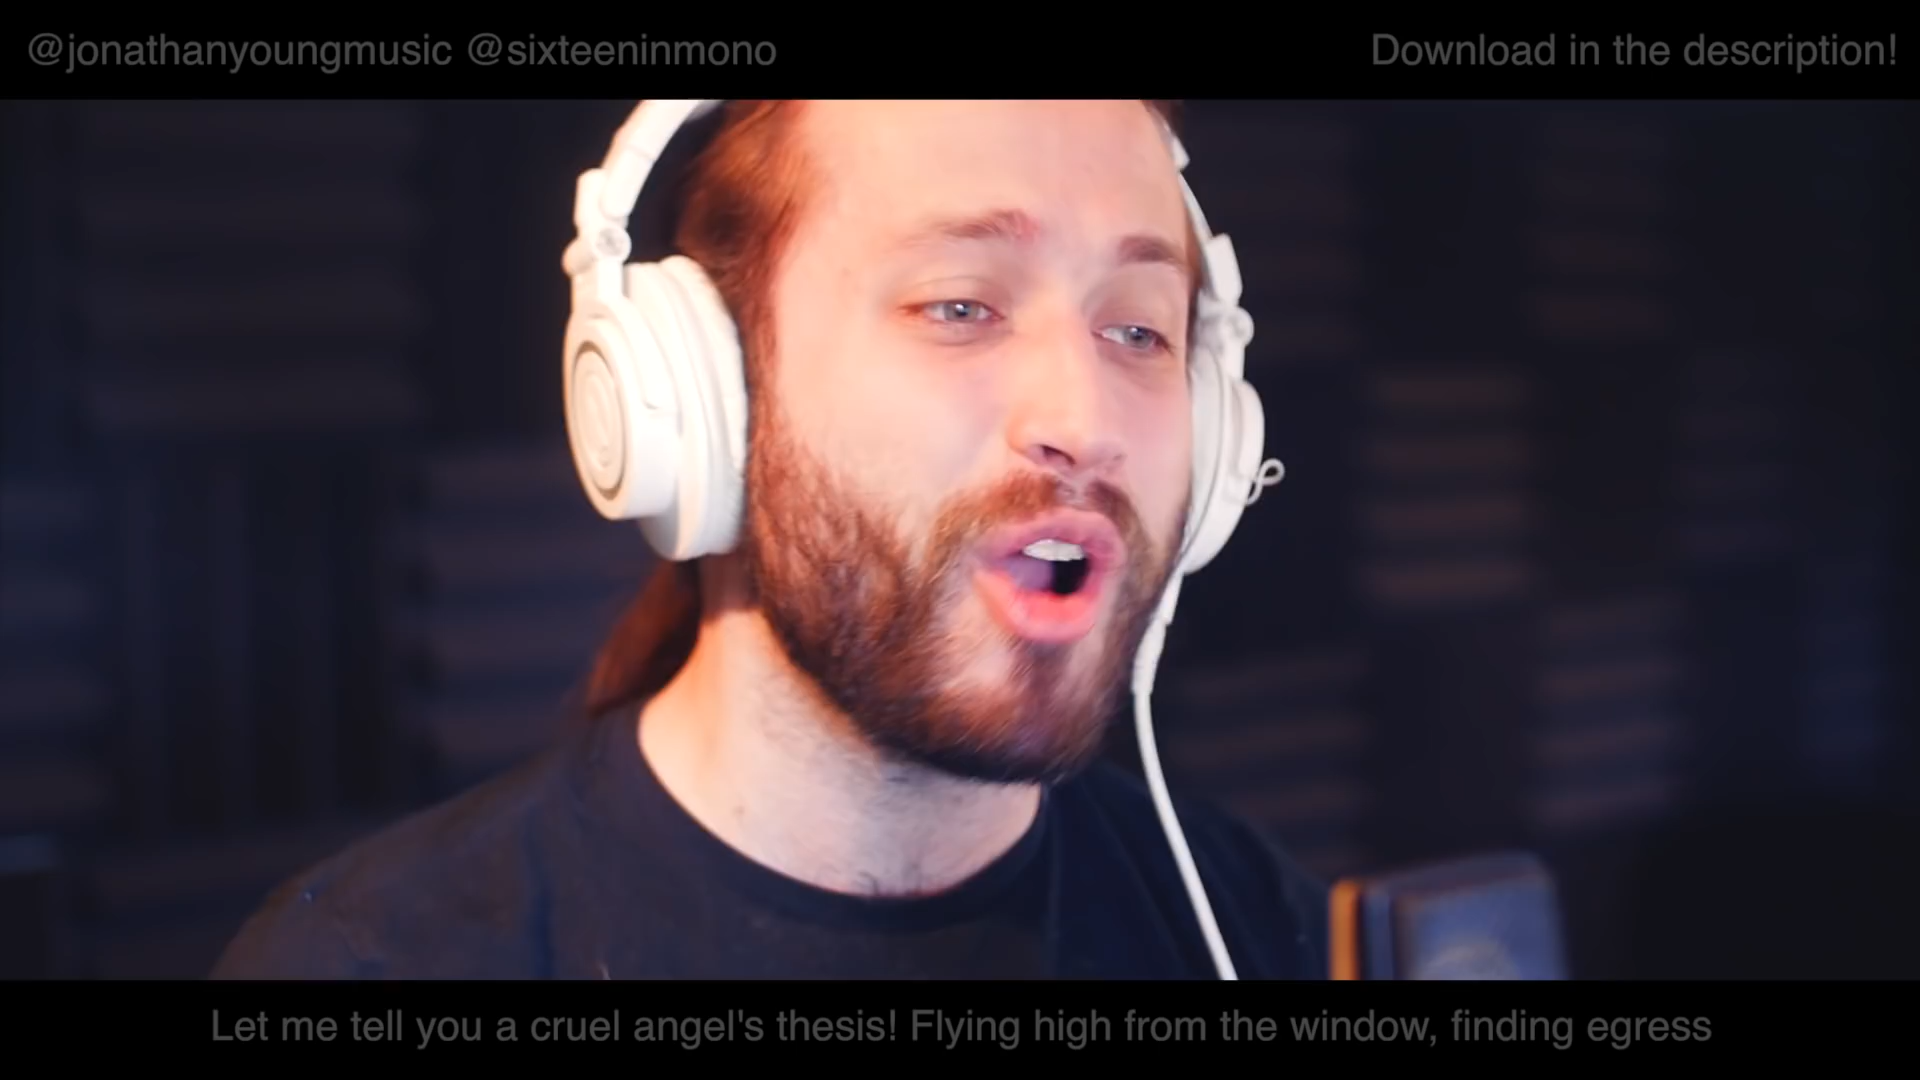 @jonathanyoungmusic @sixteeninmono
Download in the description!
Let me tell you a cruel angel's thesis! Flying high from the window, finding egress